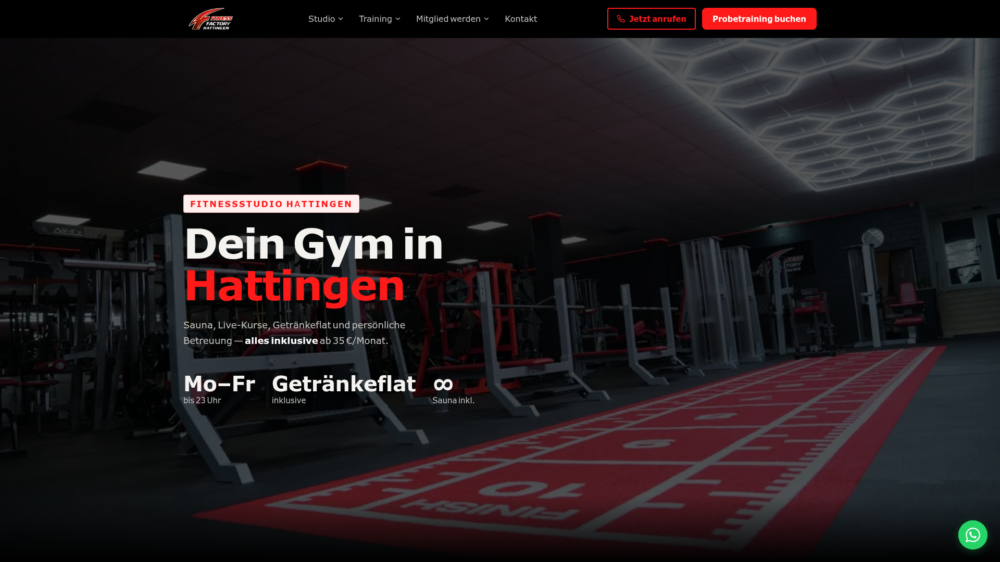 FITNESS
FACTORY
HATTINGEN
Studio
Training
Mitglied werden
Kontakt
Jetzt anrufen
Probetraining buchen
FITNESSSTUDIO HATTINGEN
Dein Gym in
Hattingen
Sauna, Live-Kurse, Getränkeflat und persönliche
Betreuung — alles inklusive ab 35 €/Monat.
Mo–Fr
bis 23 Uhr
Getränkeflat
inklusive
∞
Sauna inkl.
10
FINISH